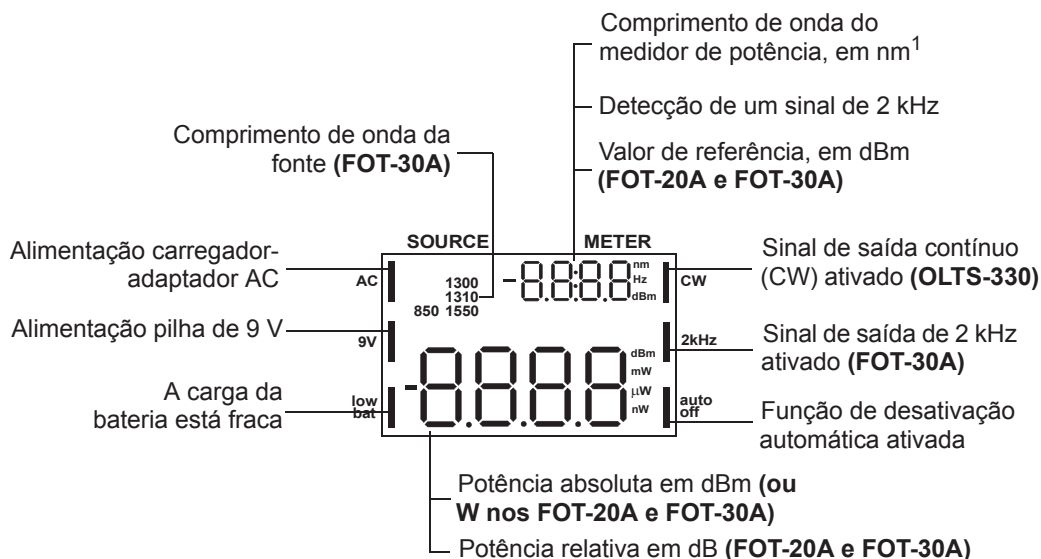 Comprimento de onda do
medidor de potência, em nm1
Detecção de um sinal de 2 kHz
Comprimento de onda da
fonte (FOT-30A)
Valor de referência, em dBm
(FOT-20A e FOT-30A)
SOURCE METER
Alimentação carregador-
adaptador AC
AC
1300
1310
850 1550
-8.8:8.8
nm
Hz
dBm
CW
Sinal de saída contínuo
(CW) ativado (OLTS-330)
Alimentação pilha de 9 V
9V
2kHz
Sinal de saída de 2 kHz
ativado (FOT-30A)
A carga da
bateria está fraca
low
bat
-8.8.8.8
dBm
mW
µW
nW
auto
off
Função de desativação
automática ativada
Potência absoluta em dBm (ou
W nos FOT-20A e FOT-30A)
Potência relativa em dB (FOT-20A e FOT-30A)